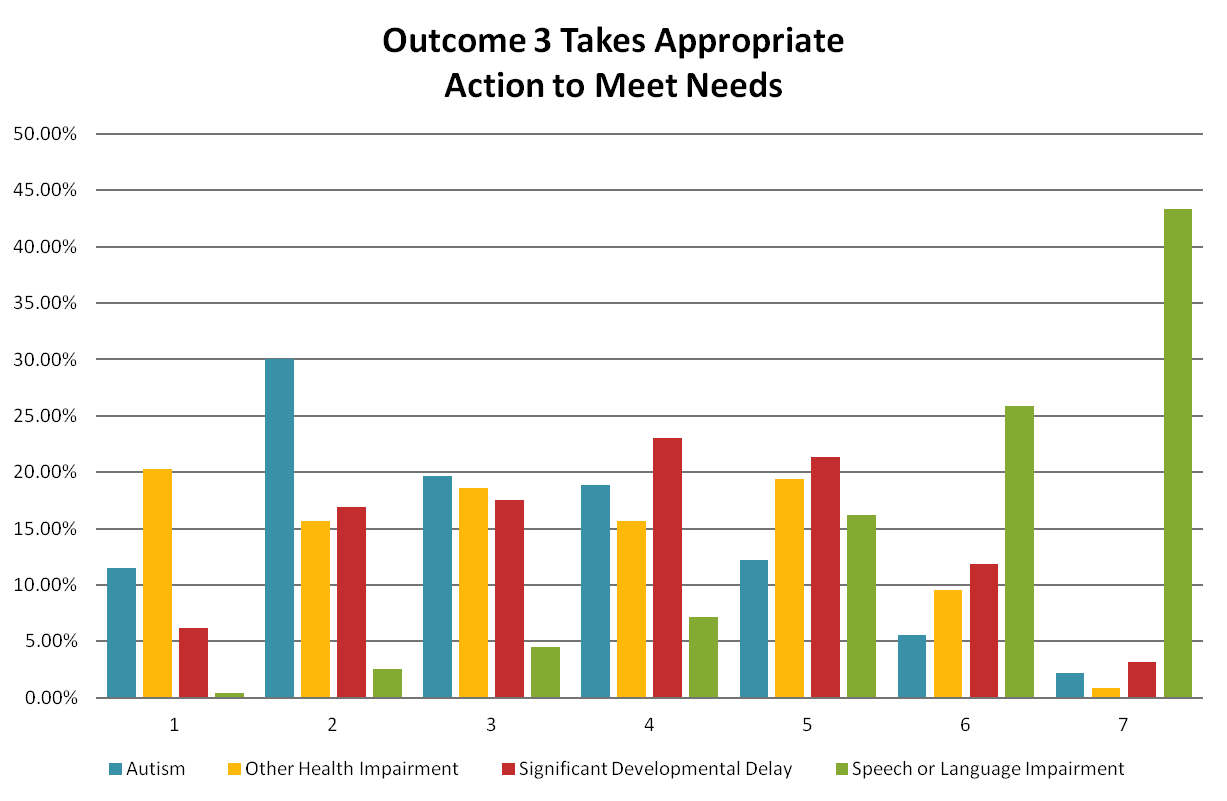 Outcome 3 Takes Appropriate
Action to Meet Needs
50.00%
45.00%
40.00%
35.00%
30.00%
25.00%
20.00%
15.00%
10.00%
5.00%
0.00%
1 2 3 4 5 6 7
Autism Other Health Impairment Significant Developmental Delay Speech or Language Impairment